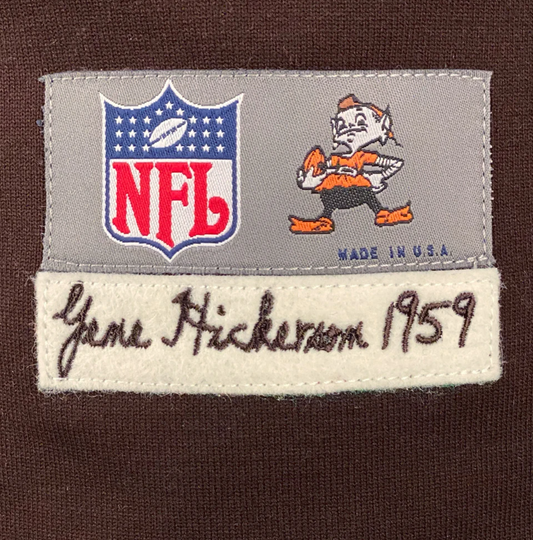 NFL
MADE IN U.S.A.
Gene Hickerson 1959